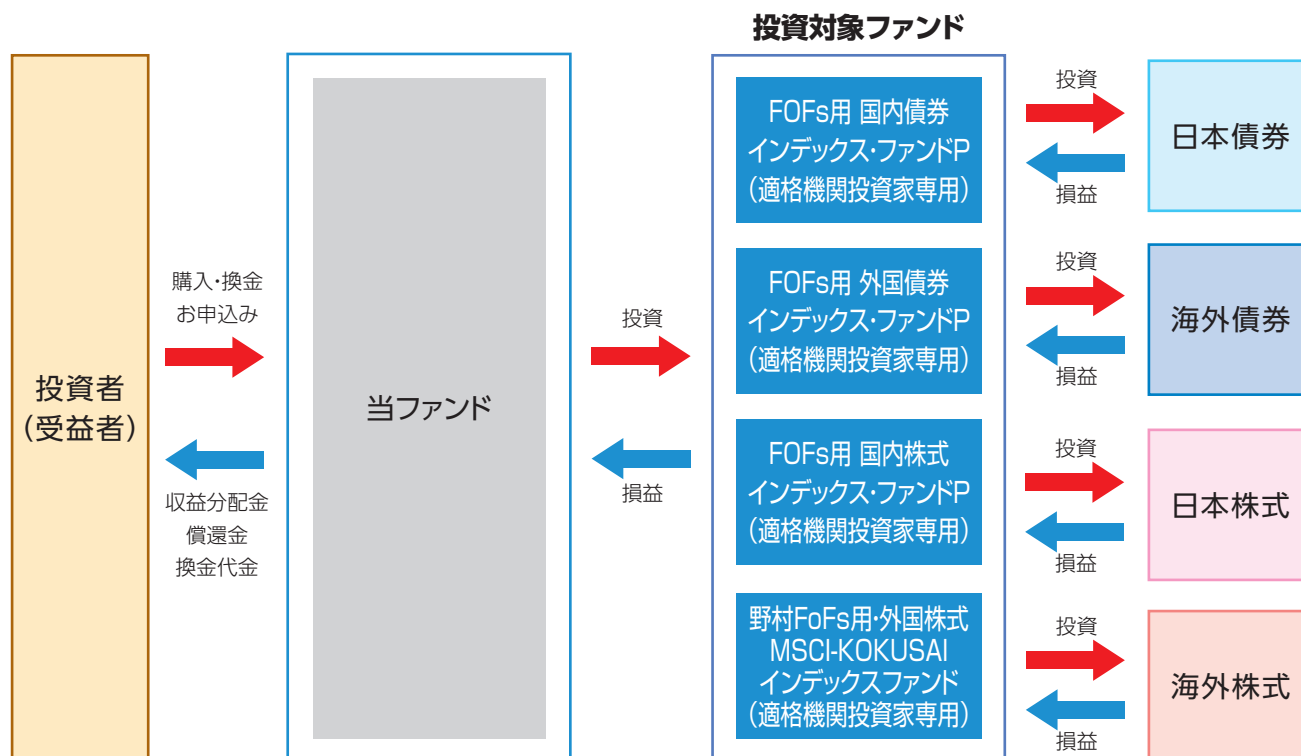 投資対象ファンド
投資者
(受益者)
購入・換金
お申込み
収益分配金
償還金
換金代金
当ファンド
投資
損益
FOFs用 国内債券
インデックス・ファンドP
(適格機関投資家専用)
投資
損益
日本債券
FOFs用 外国債券
インデックス・ファンドP
(適格機関投資家専用)
投資
損益
海外債券
FOFs用 国内株式
インデックス・ファンドP
(適格機関投資家専用)
投資
損益
日本株式
野村FoFs用・外国株式
MSCI-KOKUSAI
インデックスファンド
(適格機関投資家専用)
投資
損益
海外株式